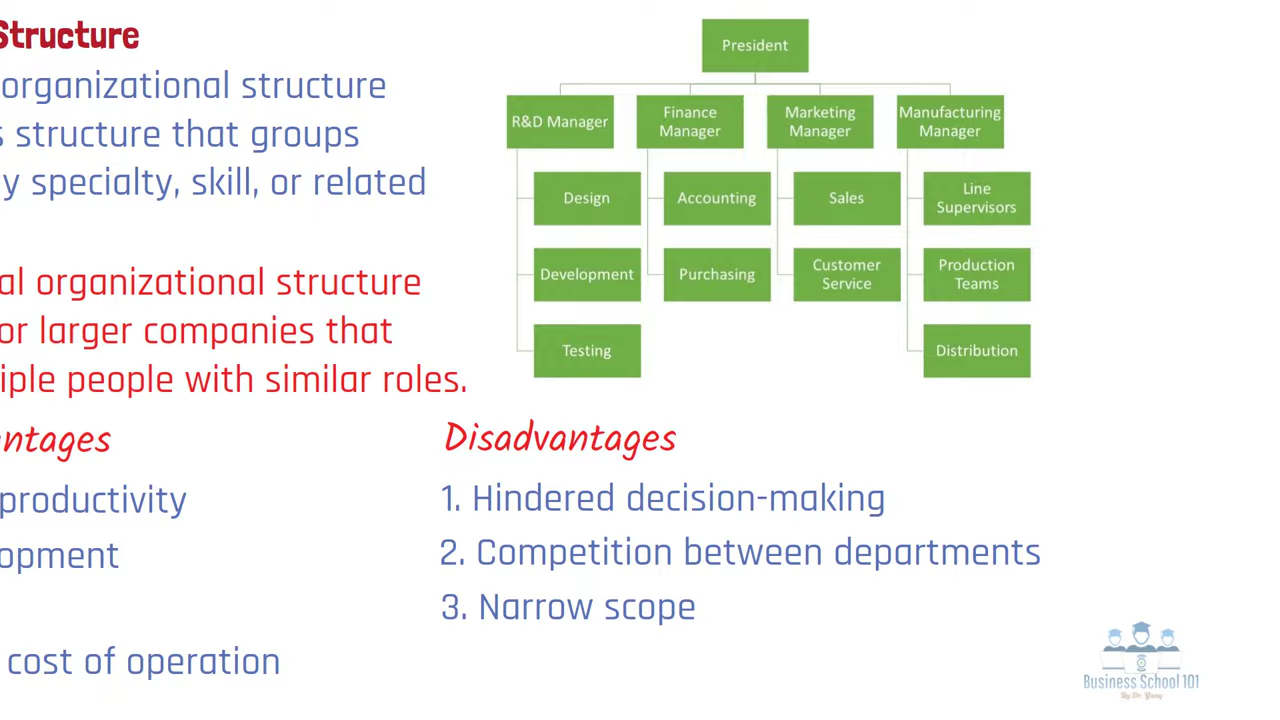 Structure
organizational structure
s structure that groups
y specialty, skill, or related
al organizational structure
or larger companies that
iple people with similar roles.
President
R&D Manager
Finance
Manager
Marketing
Manager
Manufacturing
Manager
Design
Accounting
Sales
Line
Supervisors
Development
Purchasing
Customer
Service
Production
Teams
Testing
Distribution
ntages
productivity
opment
cost of operation
Disadvantages
1. Hindered decision-making
2. Competition between departments
3. Narrow scope
Business School 101
By Dr. Yang